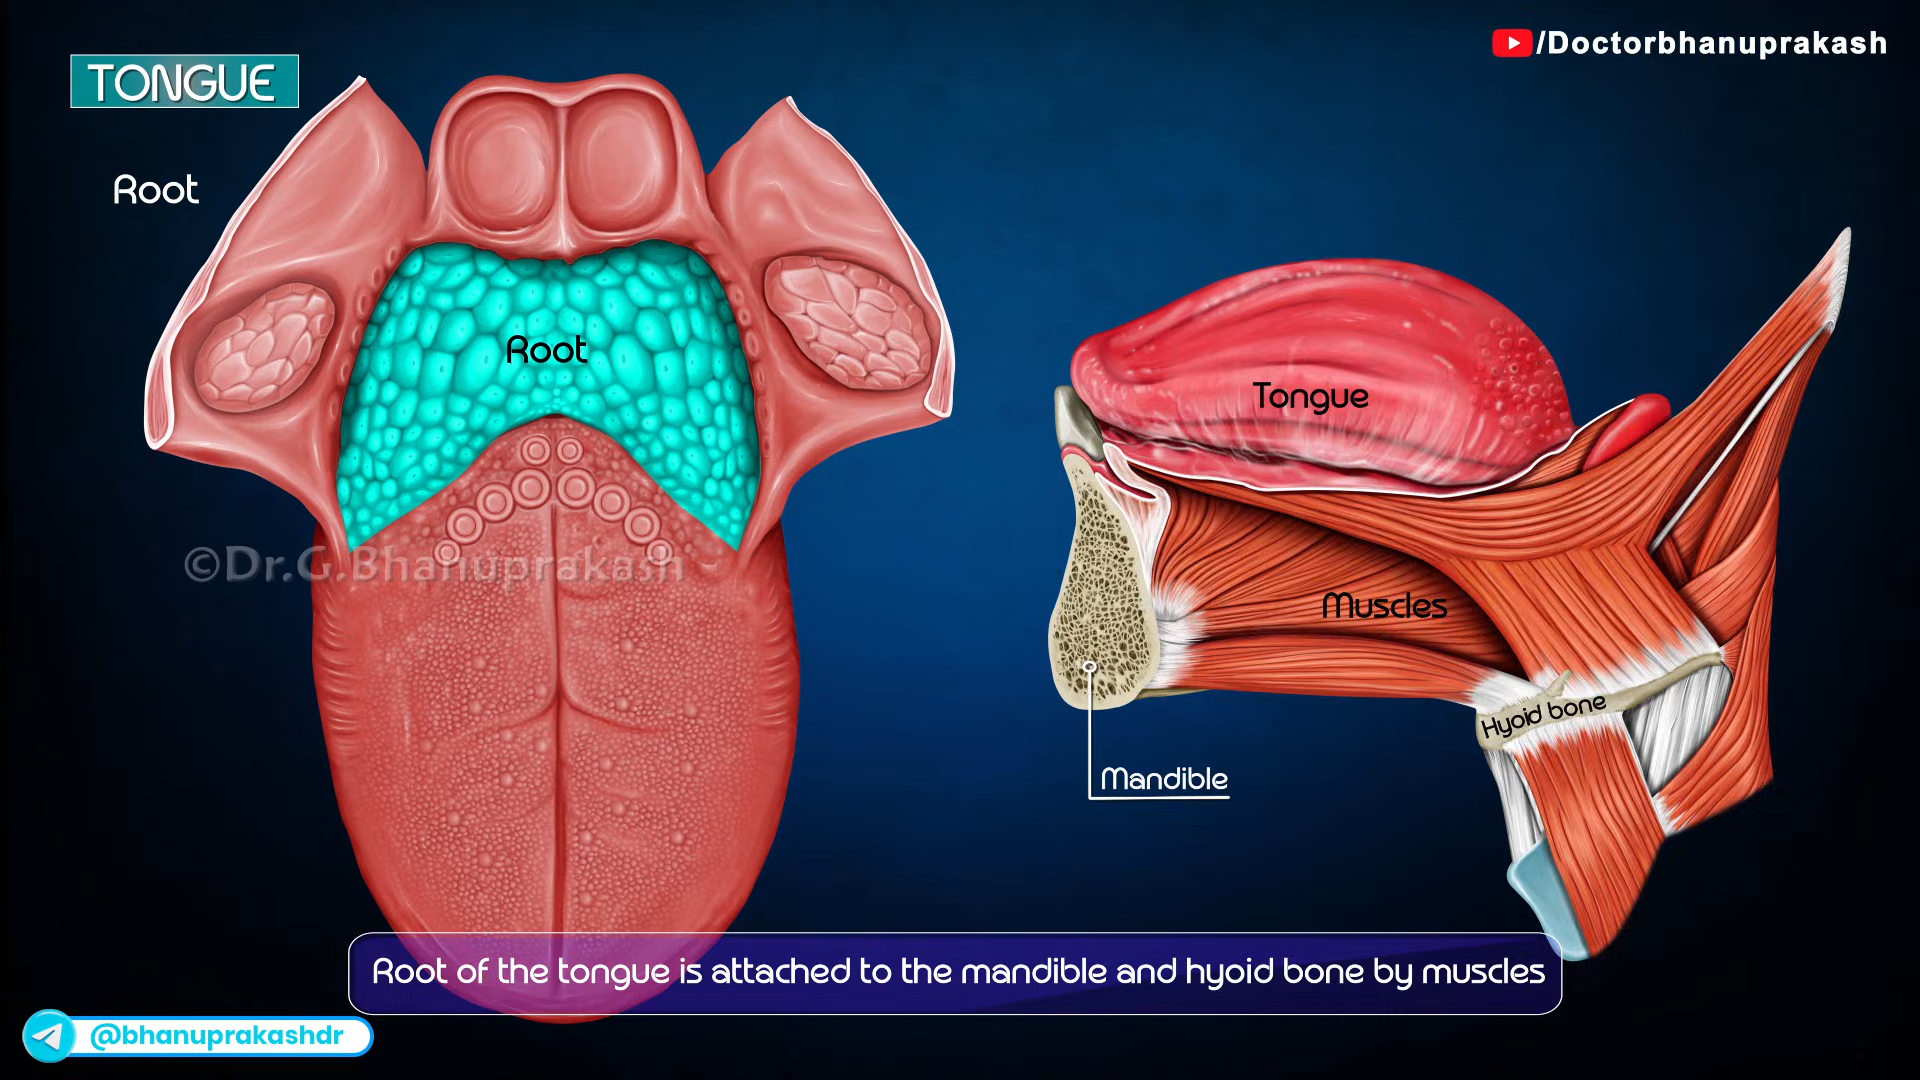 TONGUE
/Doctorbhanuprakash
Root
Root
Tongue
©Dr.G.Bhanuprakash
Muscles
Hyoid bone
Mandible
Root of the tongue is attached to the mandible and hyoid bone by muscles
@bhanuprakashdr